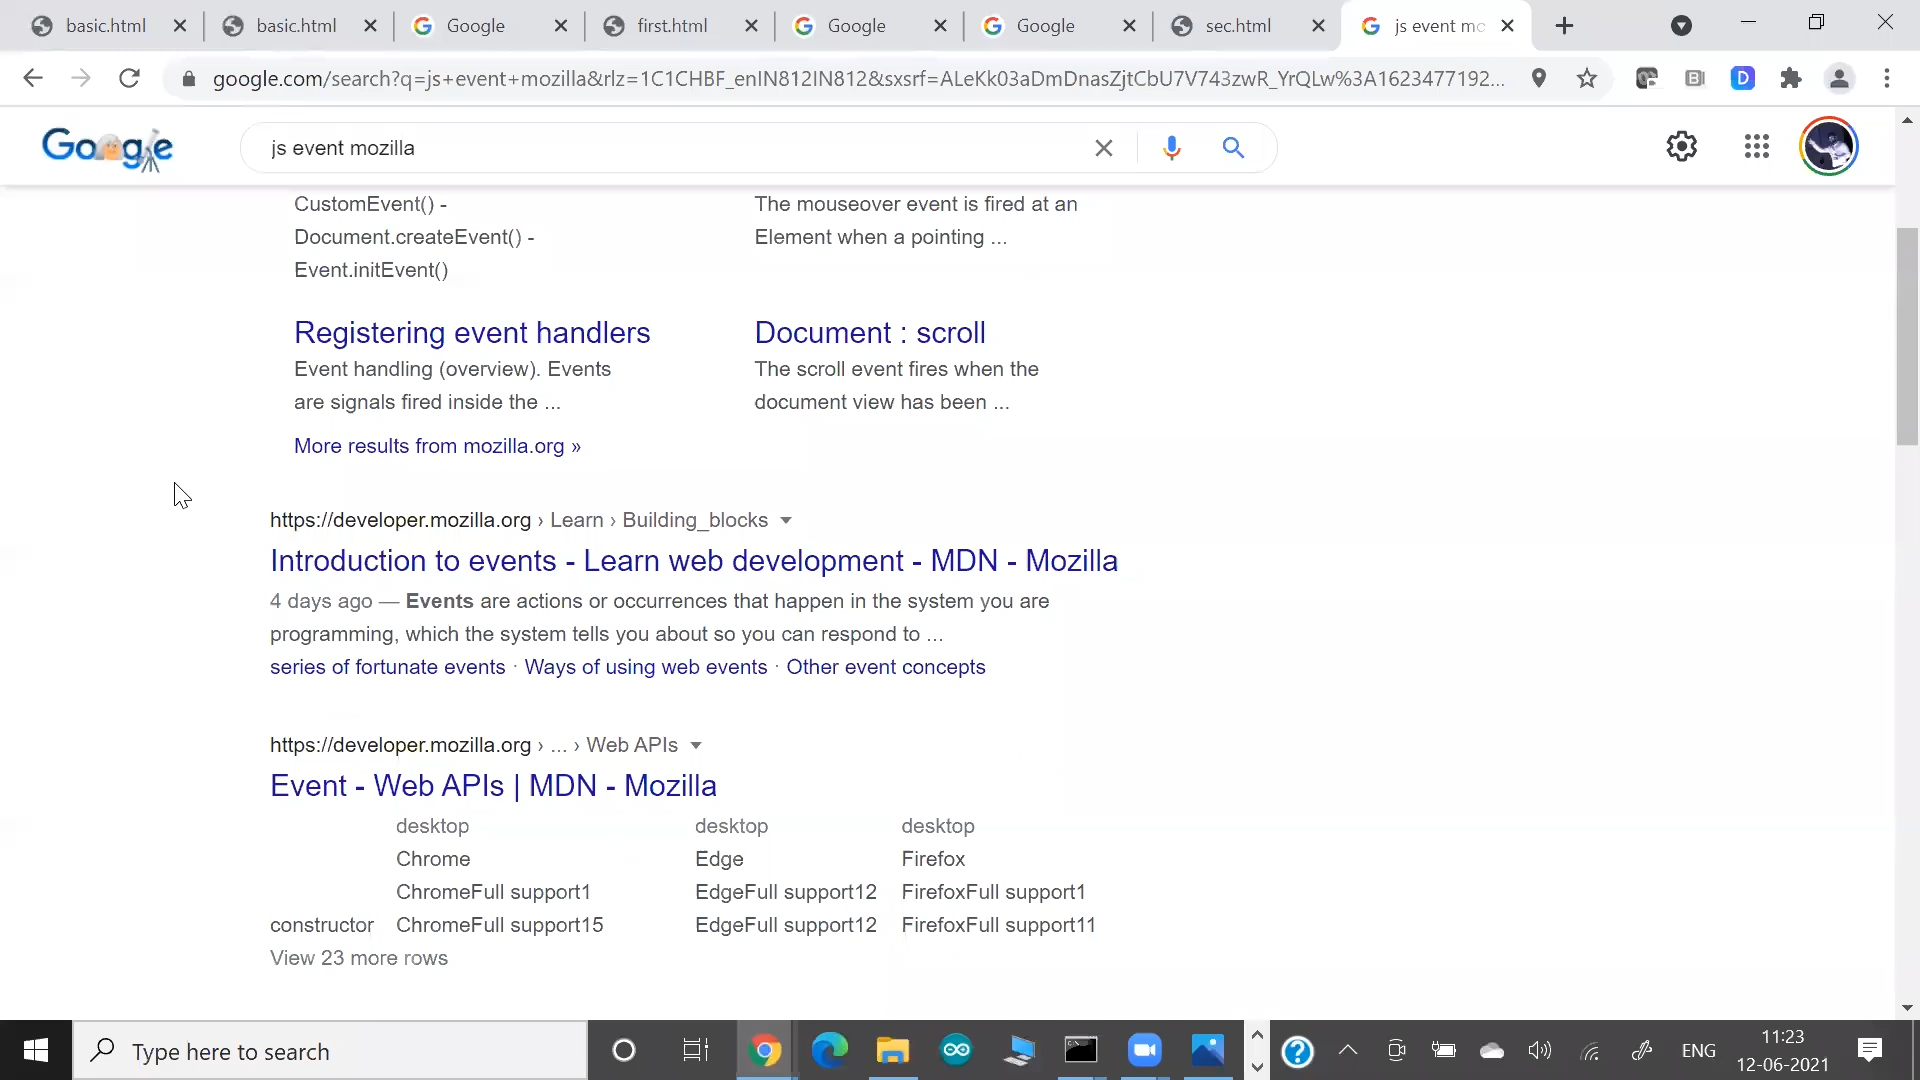 basic.html
basic.html
Google
first.html
Google
Google
sec.html
js event mo
google.com/search?q=js+event+mozilla&rlz=1C1CHBF_enIN812IN812&sxsrf=ALeKk03aDmDnasZjtCbU7V743zwR_YrQLw%3A1623477192...
Google
js event mozilla
CustomEvent() -
Document.createEvent() -
Event.initEvent()
The mouseover event is fired at an
Element when a pointing ...
Registering event handlers
Event handling (overview). Events
are signals fired inside the ...
Document : scroll
The scroll event fires when the
document view has been ...
More results from mozilla.org »
https://developer.mozilla.org › Learn › Building_blocks
Introduction to events - Learn web development - MDN - Mozilla
4 days ago — Events are actions or occurrences that happen in the system you are
programming, which the system tells you about so you can respond to ...
series of fortunate events · Ways of using web events · Other event concepts
https://developer.mozilla.org › ... › Web APIs
Event - Web APIs | MDN - Mozilla
desktop desktop desktop
Chrome Edge Firefox
ChromeFull support1 EdgeFull support12 FirefoxFull support1
constructor ChromeFull support15 EdgeFull support12 FirefoxFull support11
View 23 more rows
Type here to search
ENG
11:23
12-06-2021